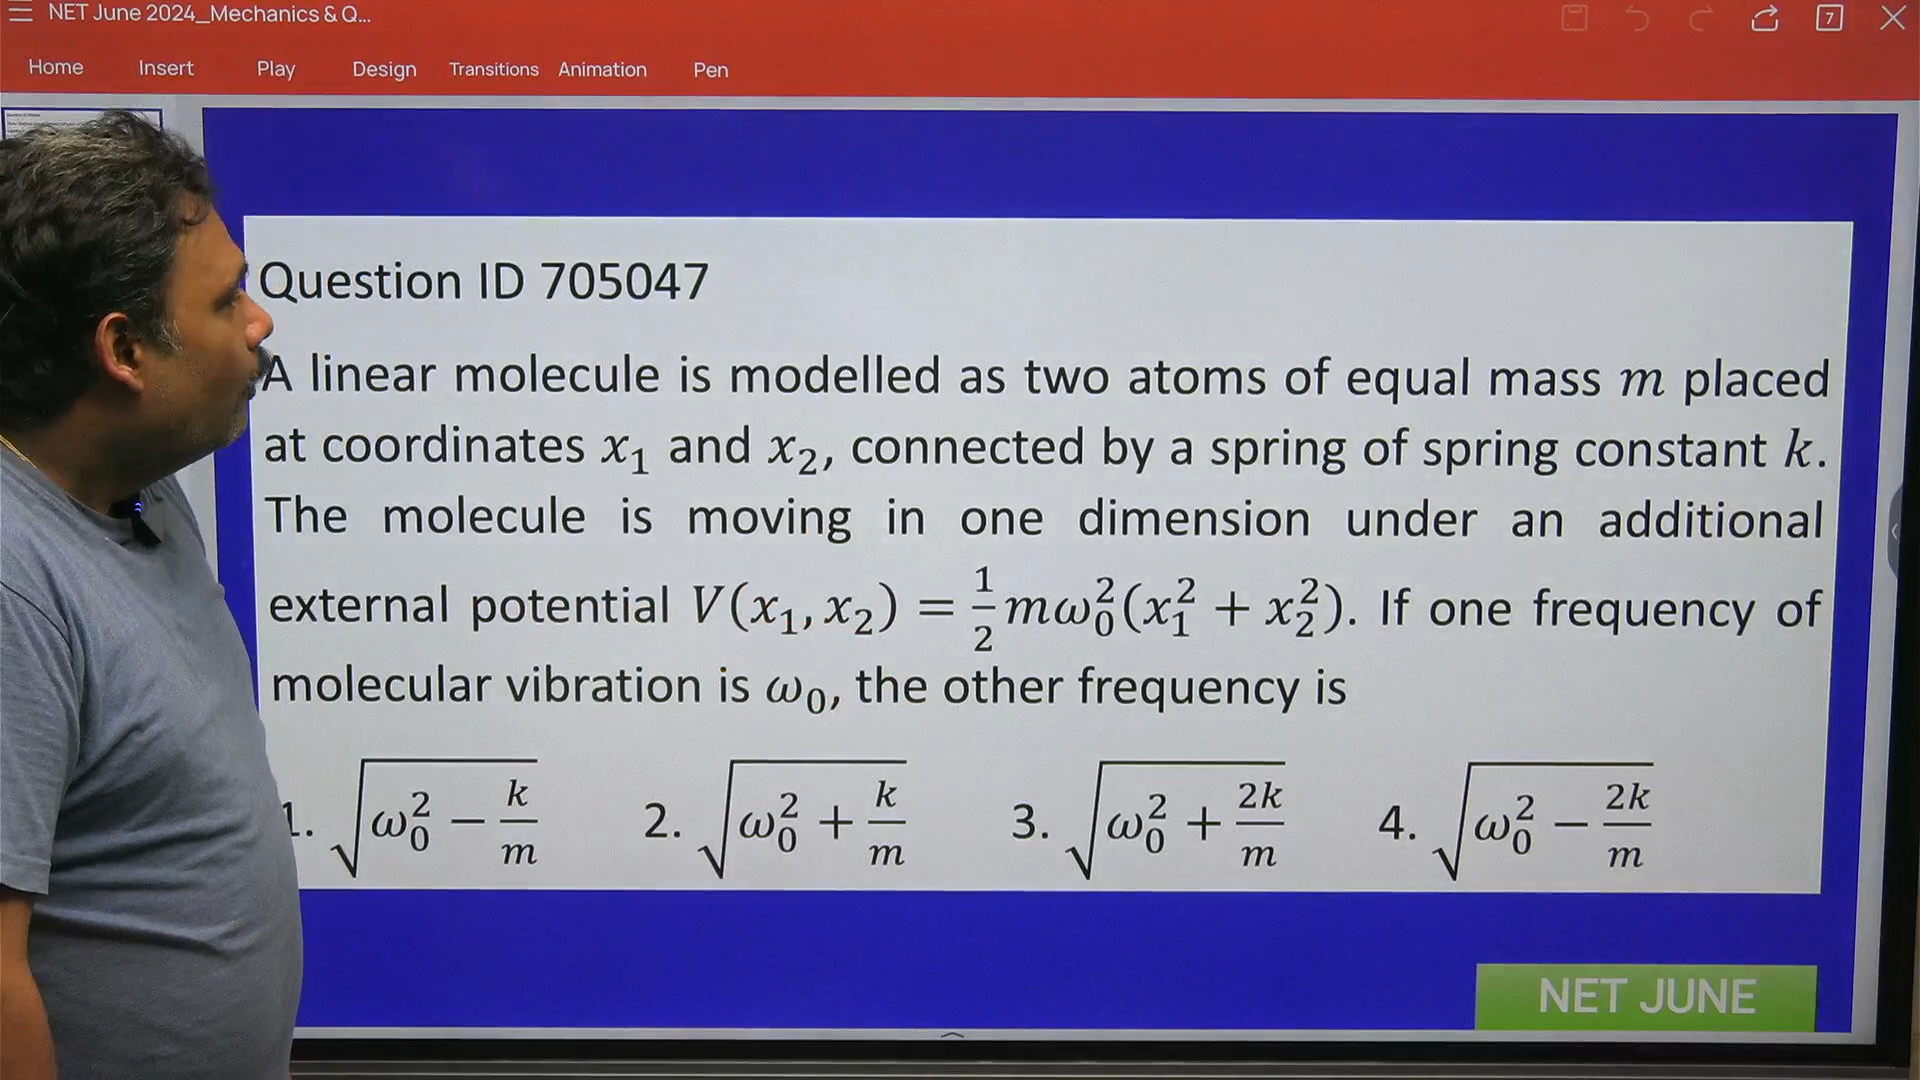 NET June 2024_Mechanics & Q...
7
Home Insert Play Design Transitions Animation Pen
Question ID 705047
A linear molecule is modelled as two atoms of equal mass m placed
at coordinates x₁ and x₂, connected by a spring of spring constant k.
The molecule is moving in one dimension under an additional
external potential V(x₁, x₂) = 1/2 mω₀²(x₁² + x₂²). If one frequency of
molecular vibration is ω₀, the other frequency is
1. √(ω₀² − k/m) 2. √(ω₀² + k/m) 3. √(ω₀² + 2k/m) 4. √(ω₀² − 2k/m)
NET JUNE